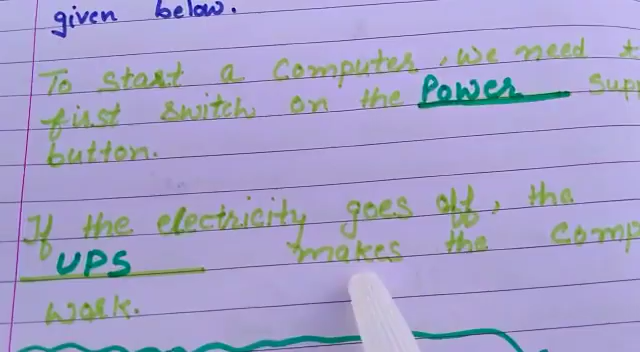 given below.
To start a computer, we need
first switch on the Power
button.
If the electricity goes off, the
UPS makes the
work.